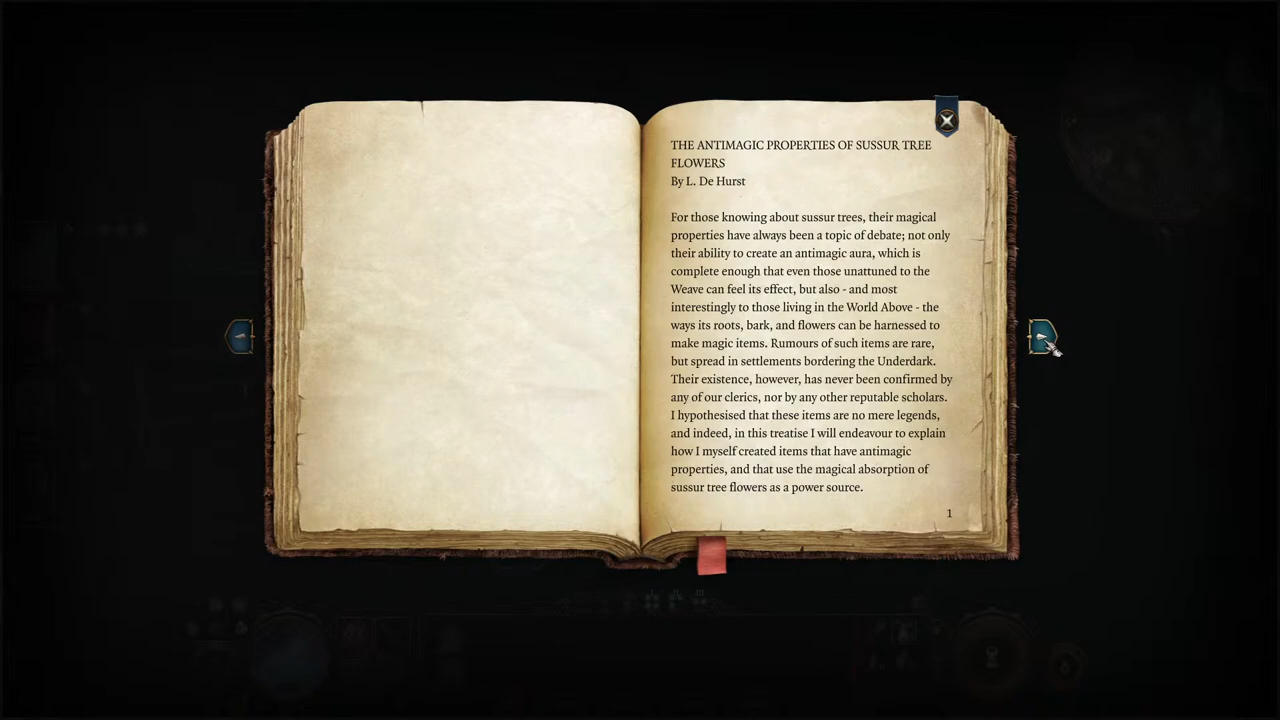 THE ANTIMAGIC PROPERTIES OF SUSSUR TREE
FLOWERS
By L. De Hurst
For those knowing about sussur trees, their magical
properties have always been a topic of debate; not only
their ability to create an antimagic aura, which is
complete enough that even those unattuned to the
Weave can feel its effect, but also - and most
interestingly to those living in the World Above - the
ways its roots, bark, and flowers can be harnessed to
make magic items. Rumours of such items are rare,
but spread in settlements bordering the Underdark.
Their existence, however, has never been confirmed by
any of our clerics, nor by any other reputable scholars.
I hypothesised that these items are no mere legends,
and indeed, in this treatise I will endeavour to explain
how I myself created items that have antimagic
properties, and that use the magical absorption of
sussur tree flowers as a power source.
1